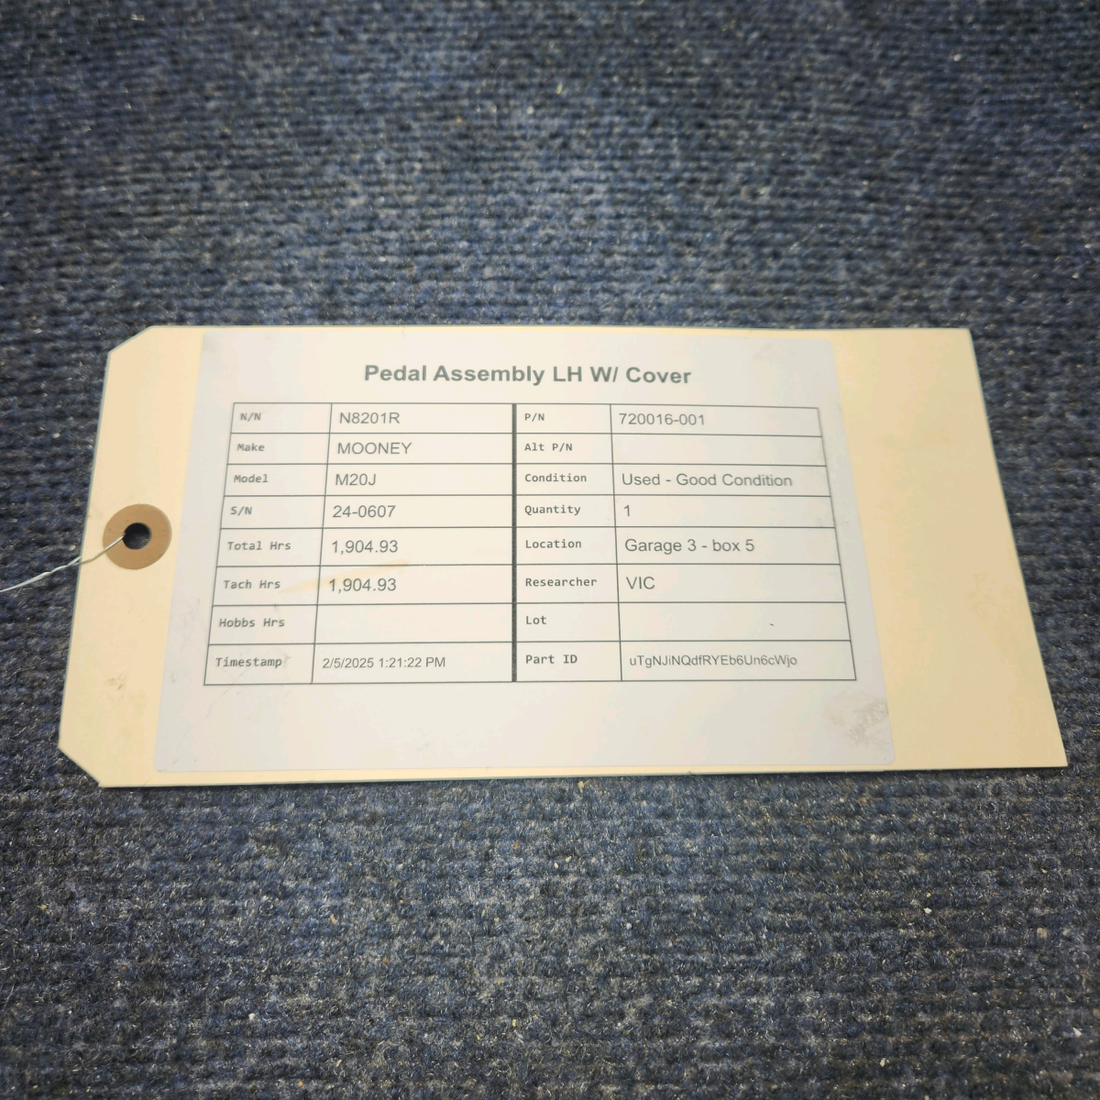 Pedal Assembly LH W/ Cover
N/N N8201R P/N 720016-001
Make MOONEY Alt P/N
Model M20J Condition Used - Good Condition
S/N 24-0607 Quantity 1
Total Hrs 1,904.93 Location Garage 3 - box 5
Tach Hrs 1,904.93 Researcher VIC
Hobbs Hrs Lot
Timestamp 2/5/2025 1:21:22 PM Part ID uTgNJiNQdfRYEb6Un6cWjo